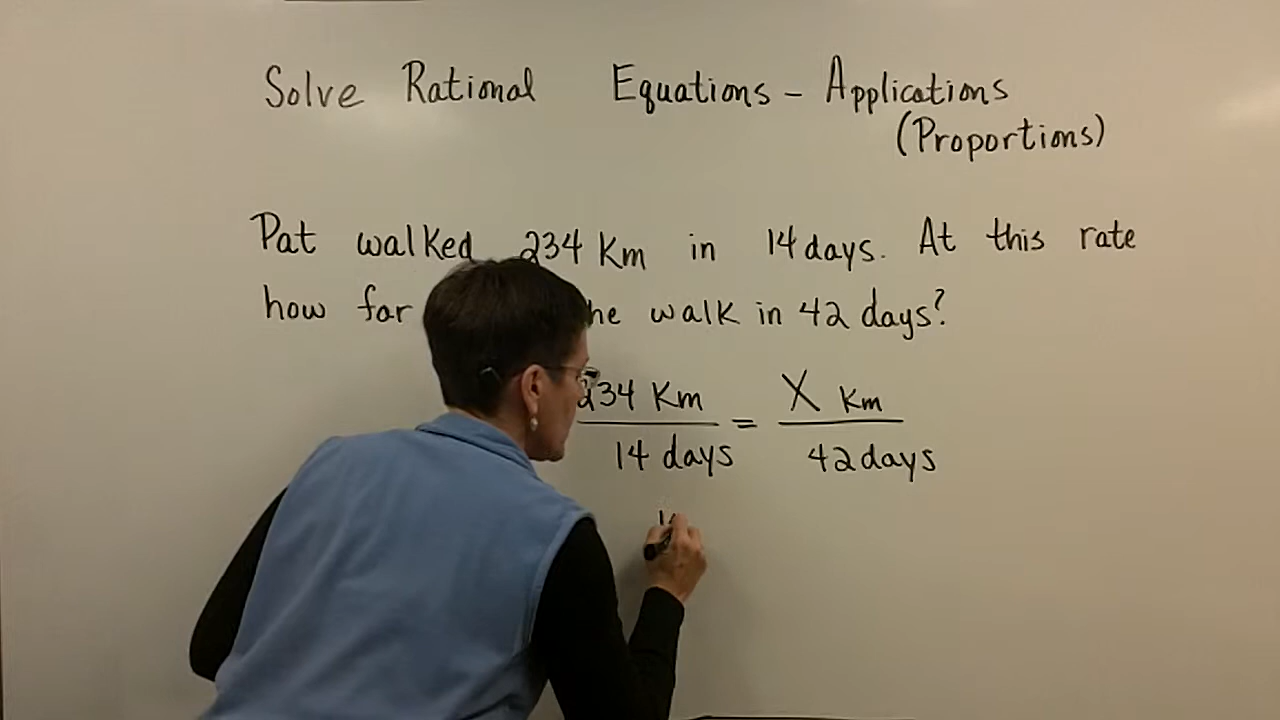 Solve Rational Equations - Applications
(Proportions)
Pat walked 234 Km in 14 days. At this rate
how far he walk in 42 days?
234 Km = X Km
14 days 42 days